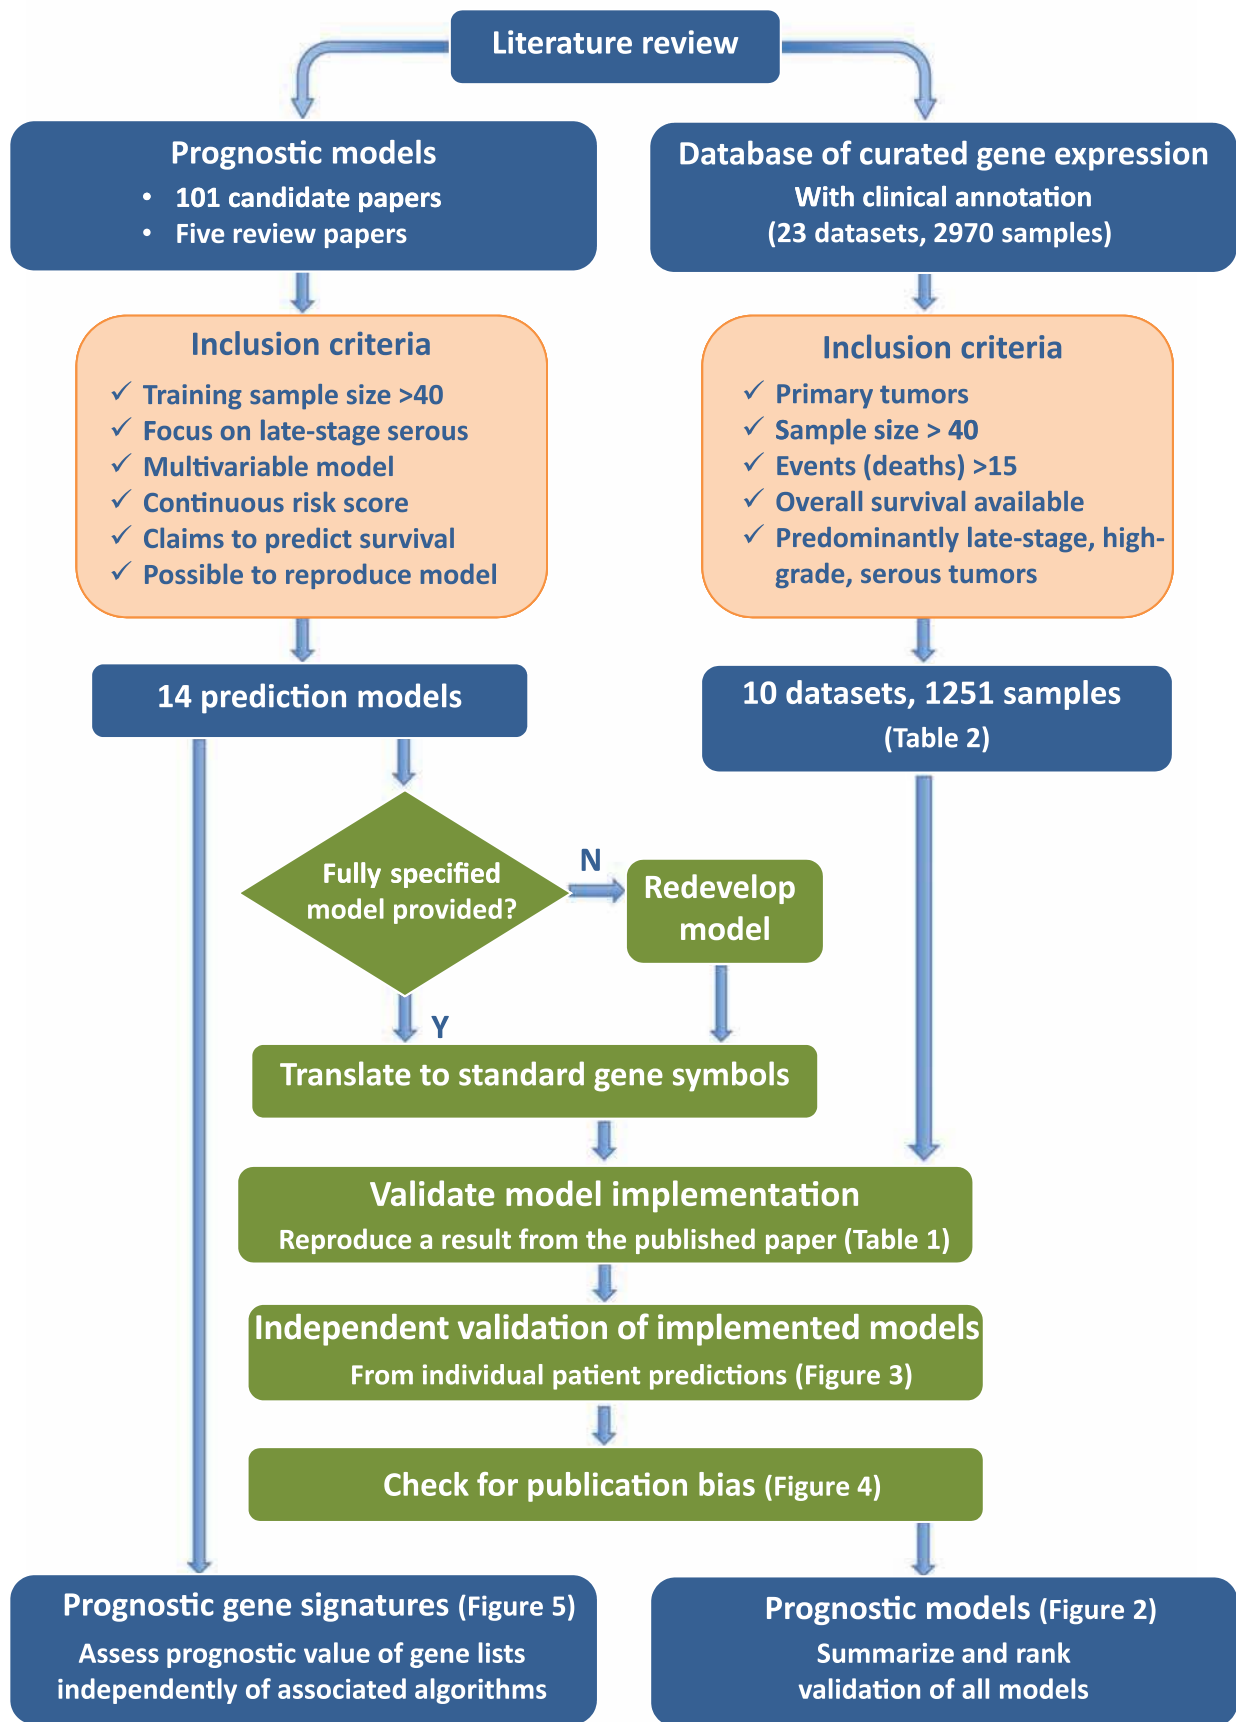 Literature review
Prognostic models
• 101 candidate papers
• Five review papers
Database of curated gene expression
With clinical annotation
(23 datasets, 2970 samples)
Inclusion criteria
✓ Training sample size >40
✓ Focus on late-stage serous
✓ Multivariable model
✓ Continuous risk score
✓ Claims to predict survival
✓ Possible to reproduce model
Inclusion criteria
✓ Primary tumors
✓ Sample size > 40
✓ Events (deaths) >15
✓ Overall survival available
✓ Predominantly late-stage, high-
grade, serous tumors
14 prediction models
10 datasets, 1251 samples
(Table 2)
Fully specified
model provided?
N
Redevelop
model
Y
Translate to standard gene symbols
Validate model implementation
Reproduce a result from the published paper (Table 1)
Independent validation of implemented models
From individual patient predictions (Figure 3)
Check for publication bias (Figure 4)
Prognostic gene signatures (Figure 5)
Assess prognostic value of gene lists
independently of associated algorithms
Prognostic models (Figure 2)
Summarize and rank
validation of all models